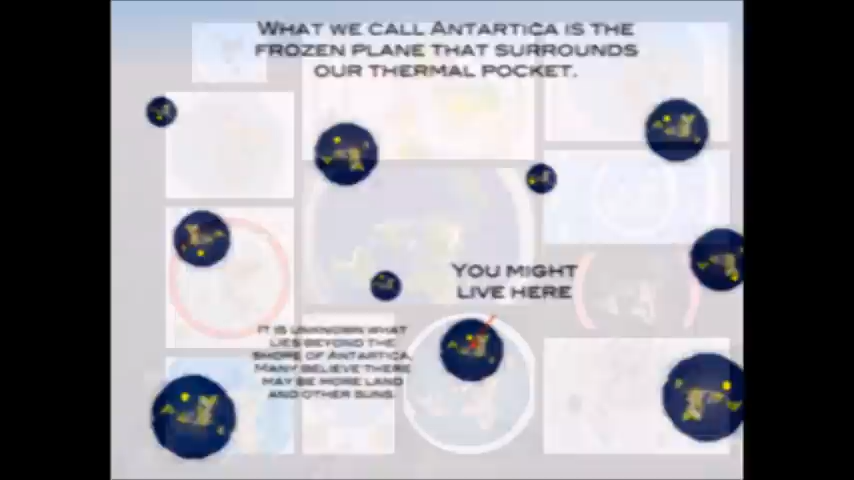 WHAT WE CALL ANTARTICA IS THE
FROZEN PLANE THAT SURROUNDS
OUR THERMAL POCKET.
YOU MIGHT
LIVE HERE
IT IS UNKNOWN WHAT
LIES BEYOND THE
SHORE OF ANTARTICA.
MANY BELIEVE THERE
MAY BE MORE LAND
AND OTHER SUNS.